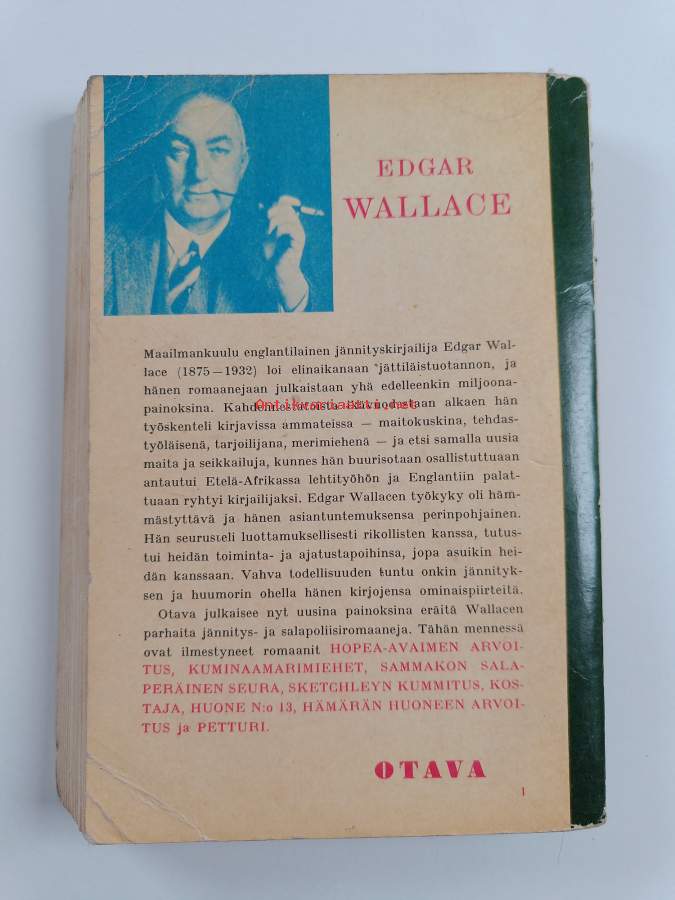 EDGAR
WALLACE
Maailmankuulu englantilainen jännityskirjailija Edgar Wal-
lace (1875—1932) loi elinaikanaan jättiläistuotannon, ja
hänen romaanejaan julkaistaan yhä edelleenkin miljoona-
painoksina. Kahdennestatoista ikävuodestaan alkaen hän
työskenteli kirjavissa ammateissa — maitokuskina, tehdas-
työläisenä, tarjoilijana, merimiehenä — ja etsi samalla uusia
maita ja seikkailuja, kunnes hän buurisotaan osallistuttuaan
antautui Etelä-Afrikassa lehtityöhön ja Englantiin palat-
tuaan ryhtyi kirjailijaksi. Edgar Wallacen työkyky oli häm-
mästyttävä ja hänen asiantuntemuksensa perinpohjainen.
Hän seurusteli luottamuksellisesti rikollisten kanssa, tutus-
tui heidän toiminta- ja ajatustapoihinsa, jopa asuikin hei-
dän kanssaan. Vahva todellisuuden tuntu onkin jännityk-
sen ja huumorin ohella hänen kirjojensa ominaispiirteitä.
Otava julkaisee nyt uusina painoksina eräitä Wallacen
parhaita jännitys- ja salapoliisiromaaneja. Tähän mennessä
ovat ilmestyneet romaanit HOPEA-AVAIMEN ARVOI-
TUS, KUMINAAMARIMIEHET, SAMMAKON SALA-
PERÄINEN SEURA, SKETCHLEYN KUMMITUS, KOS-
TAJA, HUONE N:o 13, HÄMÄRÄN HUONEEN ARVOI-
TUS ja PETTURI.
OTAVA
1